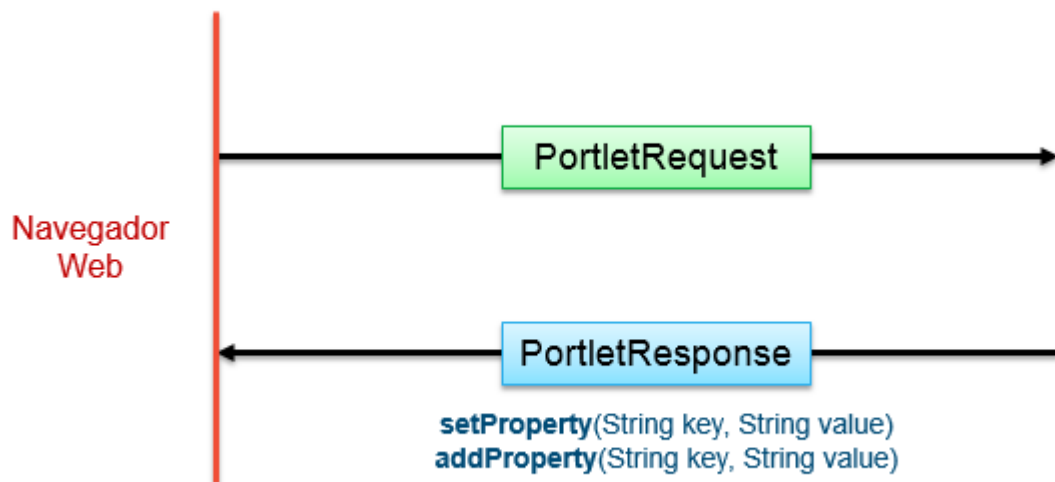 PortletRequest
Navegador
Web
PortletResponse
setProperty(String key, String value)
addProperty(String key, String value)